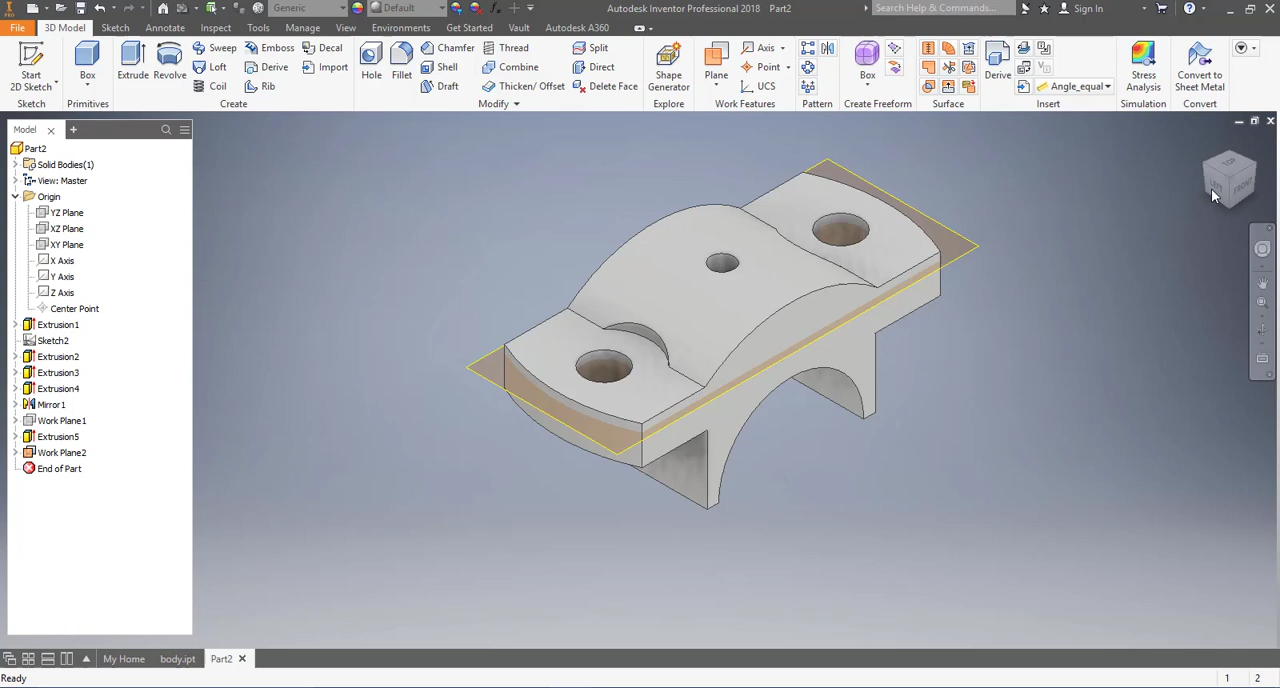 Generic
Default
Autodesk Inventor Professional 2018 Part2
Search Help & Commands...
Sign In
File
3D Model
Sketch
Annotate
Inspect
Tools
Manage
View
Environments
Get Started
Vault
Autodesk A360
Start
2D Sketch
Box
Extrude
Revolve
Sweep
Loft
Coil
Emboss
Derive
Rib
Decal
Import
Hole
Fillet
Chamfer
Draft
Thread
Combine
Thicken/ Offset
Split
Direct
Delete Face
Shape
Generator
Plane
Axis
Point
UCS
Box
Derive
Angle_equal
Stress
Analysis
Convert to
Sheet Metal
Sketch
Primitives
Create
Modify
Explore
Work Features
Pattern
Create Freeform
Surface
Insert
Simulation
Convert
Model
Part2
Solid Bodies(1)
View: Master
Origin
YZ Plane
XZ Plane
XY Plane
X Axis
Y Axis
Z Axis
Center Point
Extrusion1
Sketch2
Extrusion2
Extrusion3
Extrusion4
Mirror1
Work Plane1
Extrusion5
Work Plane2
End of Part
TOP
LEFT
FRONT
My Home
body.ipt
Part2
Ready
1
2